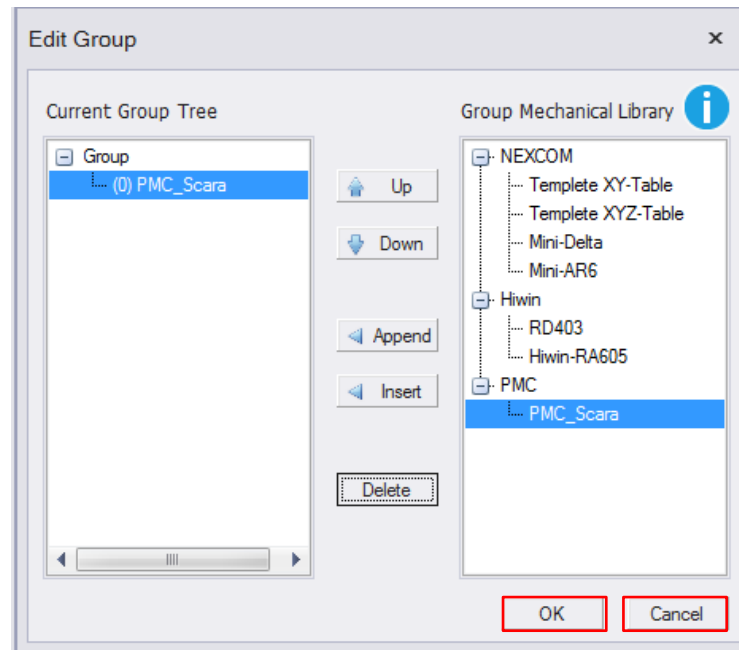 Edit Group
×
Current Group Tree
Group
(0) PMC_Scara
Up
Down
Append
Insert
Delete
Group Mechanical Library
i
NEXCOM
Templete XY-Table
Templete XYZ-Table
Mini-Delta
Mini-AR6
Hiwin
RD403
Hiwin-RA605
PMC
PMC_Scara
OK
Cancel